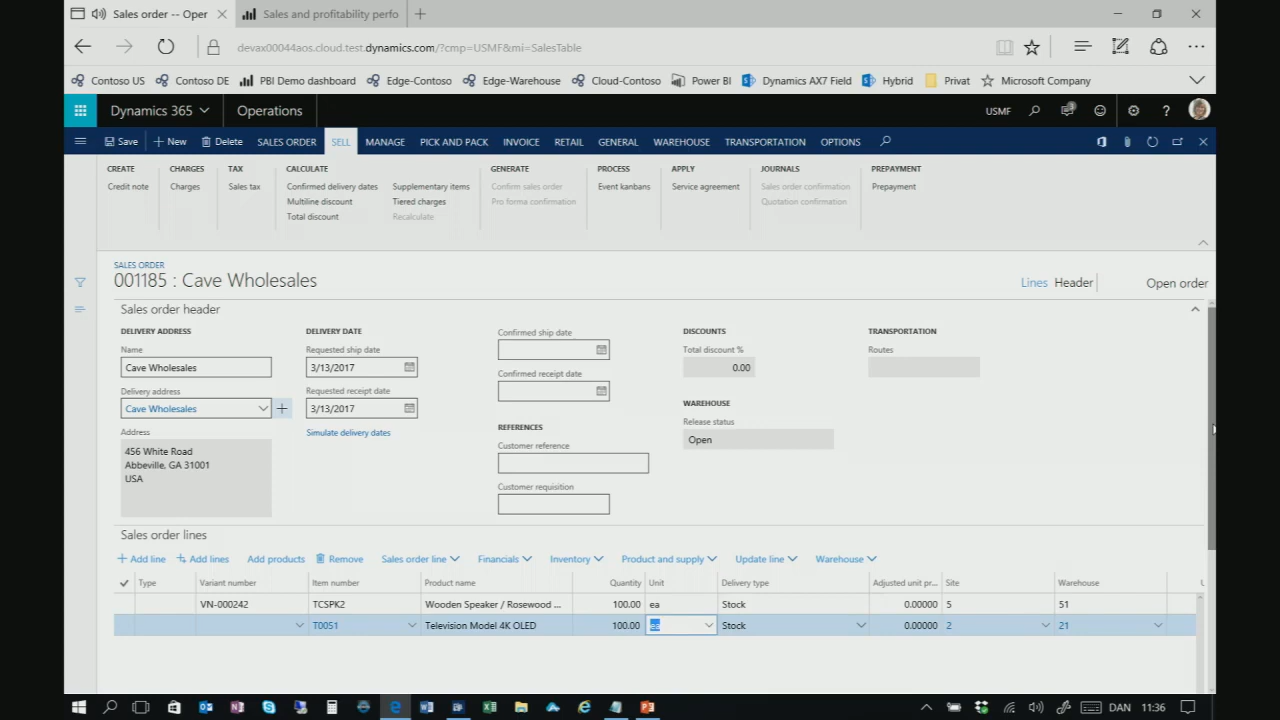 Sales order -- Oper
Sales and profitability perfo
devax00044aos.cloud.test.dynamics.com/?cmp=USMF&mi=SalesTable
Contoso US Contoso DE PBI Demo dashboard Edge-Contoso Edge-Warehouse Cloud-Contoso Power BI Dynamics AX7 Field Hybrid Privat Microsoft Company
Dynamics 365 Operations USMF 3 ?
Save New Delete SALES ORDER SELL MANAGE PICK AND PACK INVOICE RETAIL GENERAL WAREHOUSE TRANSPORTATION OPTIONS
CREATE CHARGES TAX CALCULATE GENERATE PROCESS APPLY JOURNALS PREPAYMENT
Credit note Charges Sales tax Confirmed delivery dates Supplementary items Confirm sales order Event kanbans Service agreement Sales order confirmation Prepayment
Multiline discount Tiered charges Pro forma confirmation Quotation confirmation
Total discount Recalculate
SALES ORDER
001185 : Cave Wholesales Lines Header Open order
Sales order header
DELIVERY ADDRESS DELIVERY DATE Confirmed ship date DISCOUNTS TRANSPORTATION
Name Requested ship date Total discount % Routes
Cave Wholesales 3/13/2017 0.00
Confirmed receipt date
Delivery address Requested receipt date
Cave Wholesales 3/13/2017 WAREHOUSE
Release status
Address Simulate delivery dates REFERENCES
Customer reference Open
456 White Road
Abbeville, GA 31001
USA
Customer requisition
Sales order lines
Add line Add lines Add products Remove Sales order line Financials Inventory Product and supply Update line Warehouse
Type Variant number Item number Product name Quantity Unit Delivery type Adjusted unit pr... Site Warehouse U
VN-000242 TCSPK2 Wooden Speaker / Rosewood ... 100.00 ea Stock 0.00000 5 51
T0051 Television Model 4K OLED 100.00 ea Stock 0.00000 2 21
DAN 11:36